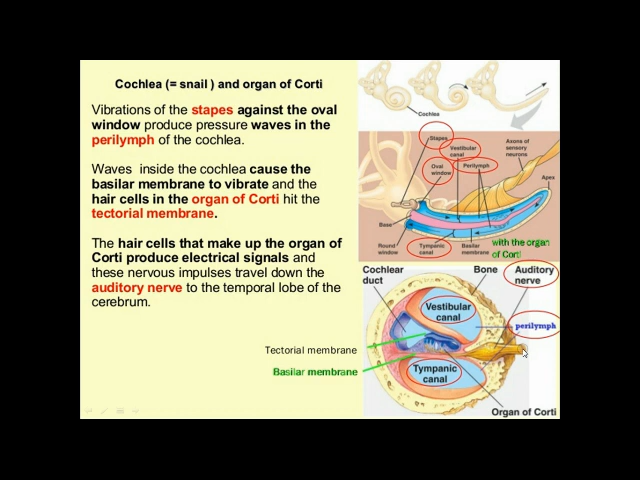 Cochlea (= snail ) and organ of Corti
Vibrations of the stapes against the oval
window produce pressure waves in the
perilymph of the cochlea.
Waves  inside the cochlea cause the
basilar membrane to vibrate and the
hair cells in the organ of Corti hit the
tectorial membrane.
The hair cells that make up the organ of
Corti produce electrical signals and
these nervous impulses travel down the
auditory nerve to the temporal lobe of the
cerebrum.
Tectorial membrane
Basilar membrane
Cochlea
Stapes
Vestibular
canal
Axons of
sensory
neurons
Oval
window
Perilymph
Apex
Base
Round
window
Tympanic
canal
Basilar
membrane
with the organ
of Corti
Cochlear
duct
Bone
Auditory
nerve
Vestibular
canal
perilymph
Tympanic
canal
Organ of Corti